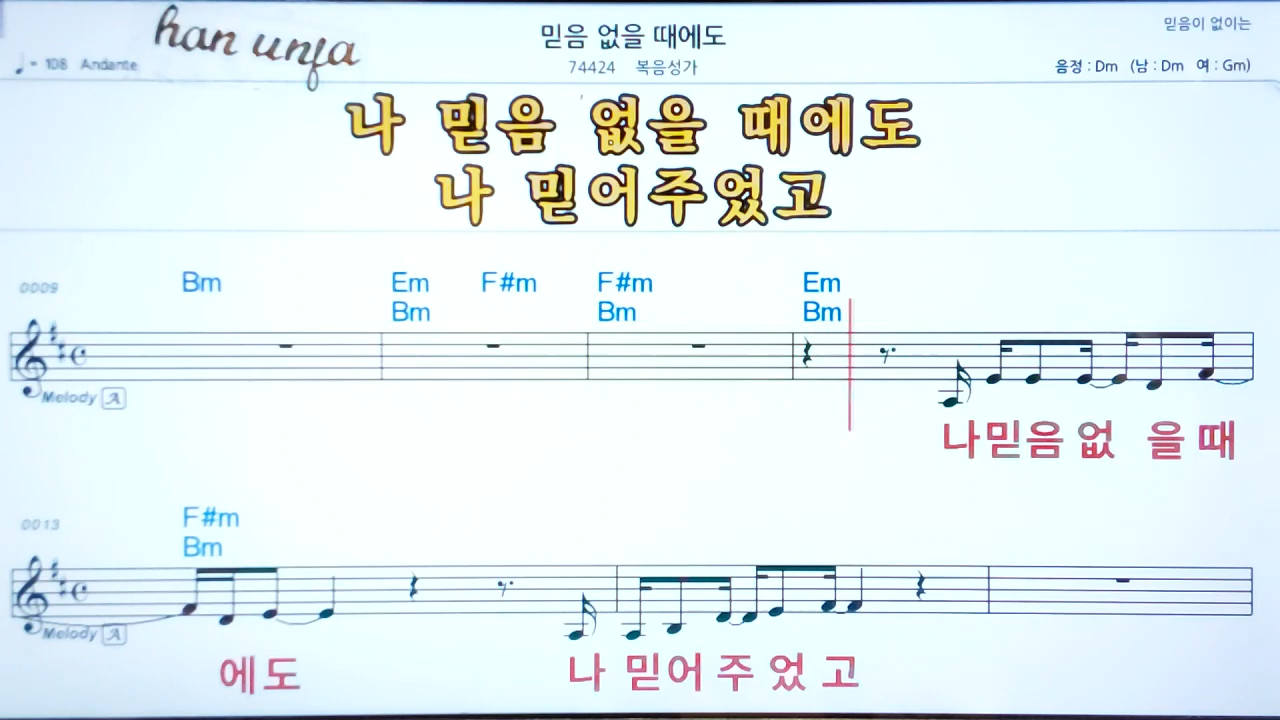 han unfa
믿음 없을 때에도
믿음이 없이는
♩= 108 Andante
74424 복음성가
음정 : Dm (남 : Dm 여 : Gm)
나 믿음 없을 때에도
나 믿어주었고
0009 Bm Em F#m F#m Em
Bm Bm Bm
Melody A
나믿음 없 을 때
0013 F#m
Bm
Melody A
에도 나 믿어 주 었 고